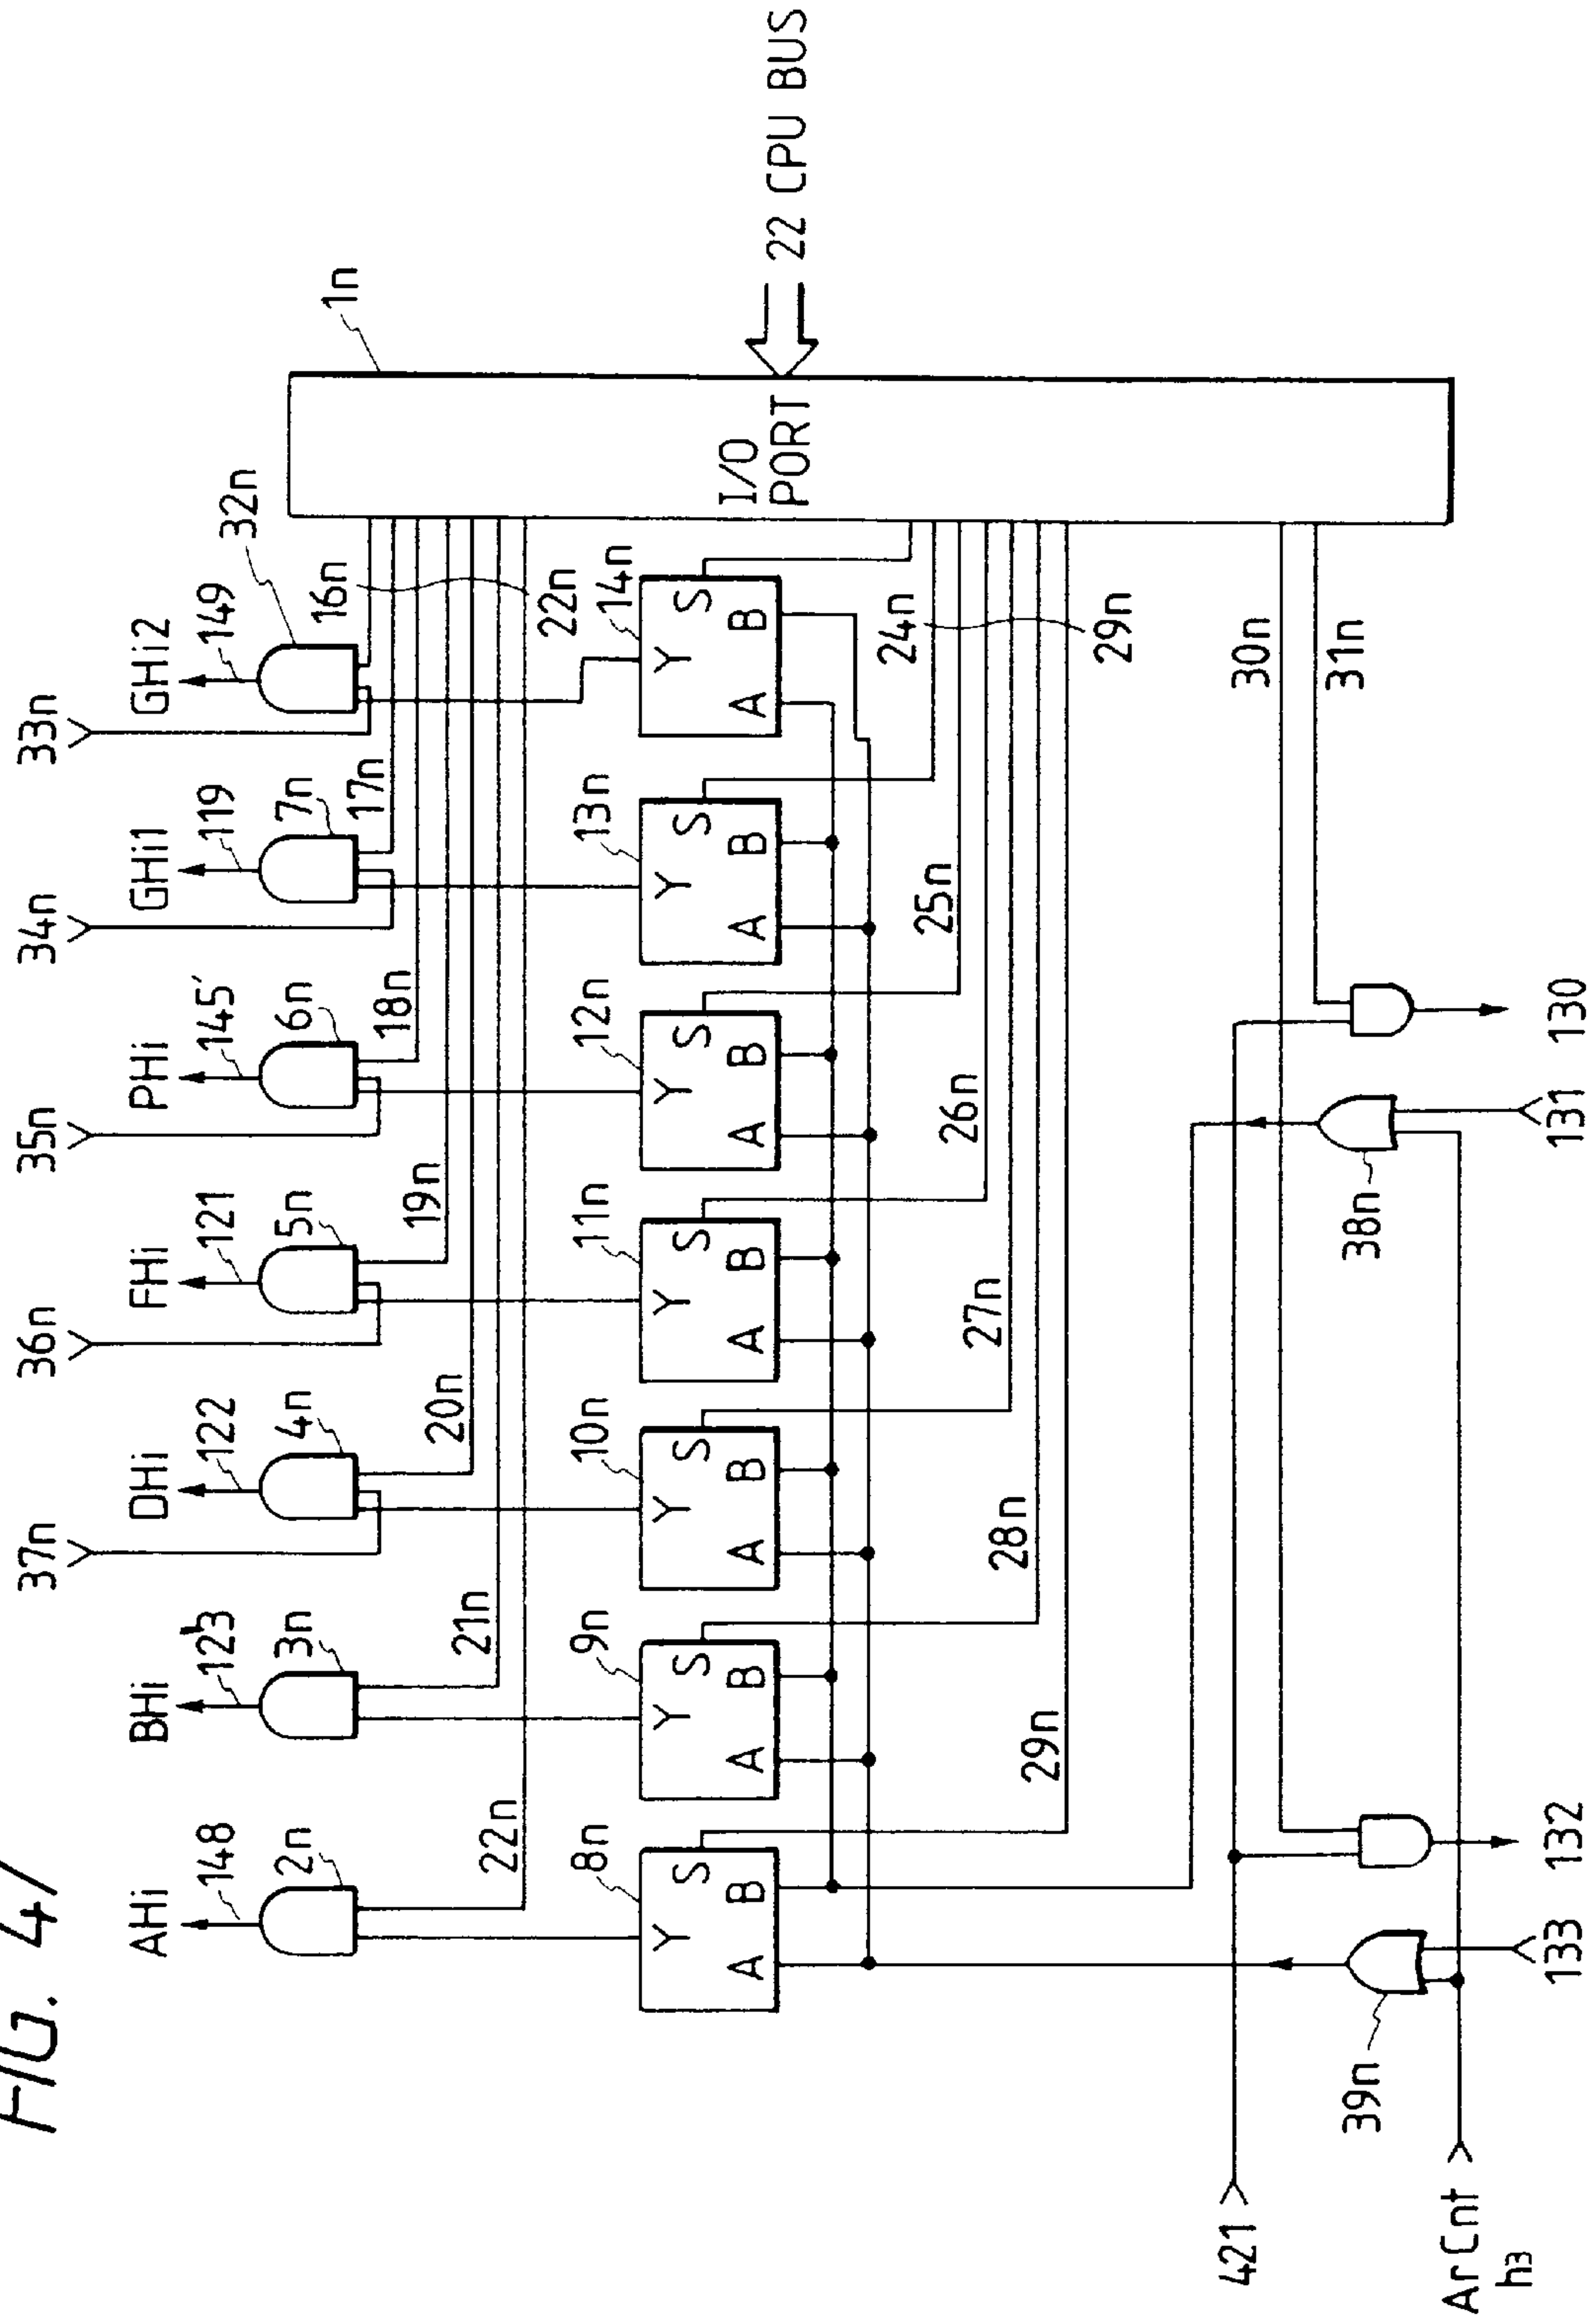 FIG. 41
37n
36n
35n
34n
33n
AHi
BHi
DHi
FHi
PHi
GHi1
GHi2
148
123
122
121
145'
119
149
2n
3n
4n
5n
6n
7n
32n
1n
22n
21n
20n
19n
18n
17n
16n
22n
8n
9n
10n
11n
12n
13n
14n
Y S A B
Y S A B
Y S A B
Y S A B
Y S A B
Y S A B
Y S A B
I/O
PORT
22 CPU BUS
29n
28n
27n
26n
25n
24n
29n
30n
31n
421
39n
38n
ArCnt
h3
133
132
131
130